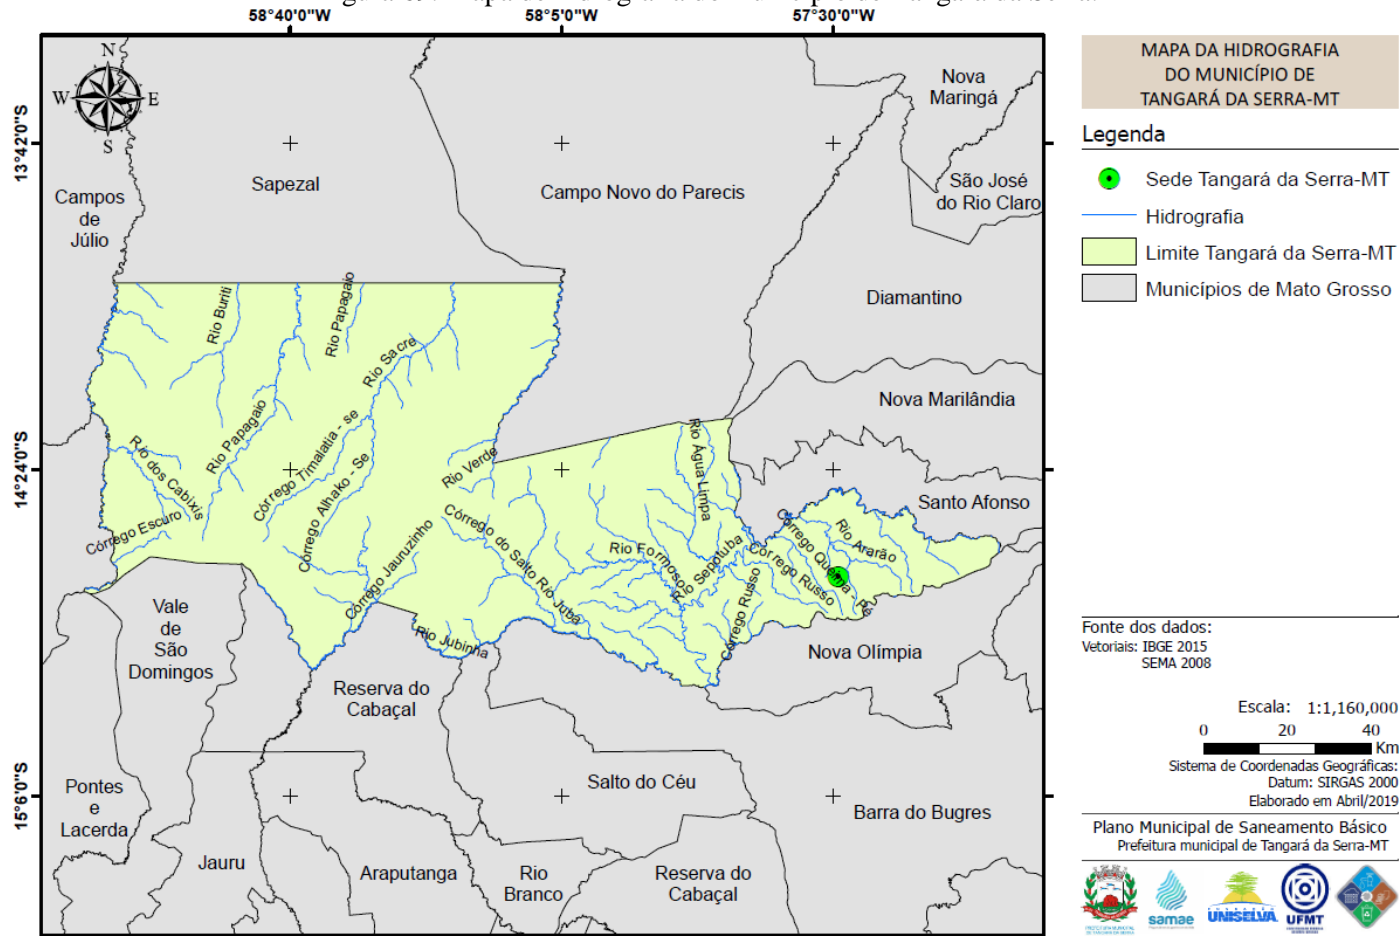 58°40'0"W
58°5'0"W
57°30'0"W
13°42'0"S
14°24'0"S
15°6'0"S
N
W
E
S
Nova
Maringá
Campos
de
Júlio
Sapezal
Campo Novo do Parecis
São José
do Rio Claro
Diamantino
Nova Marilândia
Santo Afonso
Rio Buriti
Rio Papagaio
Rio Sacre
Rio Papagaio
Córrego Timalatia - se
Córrego Alhako - Se
Rio dos Cabixis
Córrego Escuro
Rio Verde
Córrego Jauruzinho
Córrego do Salto Rio Juba
Rio Jubinha
Rio Água Limpa
Rio Formoso
Rio Sepotuba
Córrego Russo
Córrego Russo
Córrego Queima - Pé
Rio Ararão
Vale
de
São
Domingos
Reserva do
Cabaçal
Nova Olímpia
Pontes
e
Lacerda
Salto do Céu
Barra do Bugres
Jauru
Araputanga
Rio
Branco
Reserva do
Cabaçal
MAPA DA HIDROGRAFIA
DO MUNICÍPIO DE
TANGARÁ DA SERRA-MT
Legenda
Sede Tangará da Serra-MT
Hidrografia
Limite Tangará da Serra-MT
Municípios de Mato Grosso
Fonte dos dados:
Vetoriais: IBGE 2015
SEMA 2008
Escala: 1:1,160,000
0 20 40
Km
Sistema de Coordenadas Geográficas:
Datum: SIRGAS 2000
Elaborado em Abril/2019
Plano Municipal de Saneamento Básico
Prefeitura municipal de Tangará da Serra-MT
samae
UNISELVA
UFMT